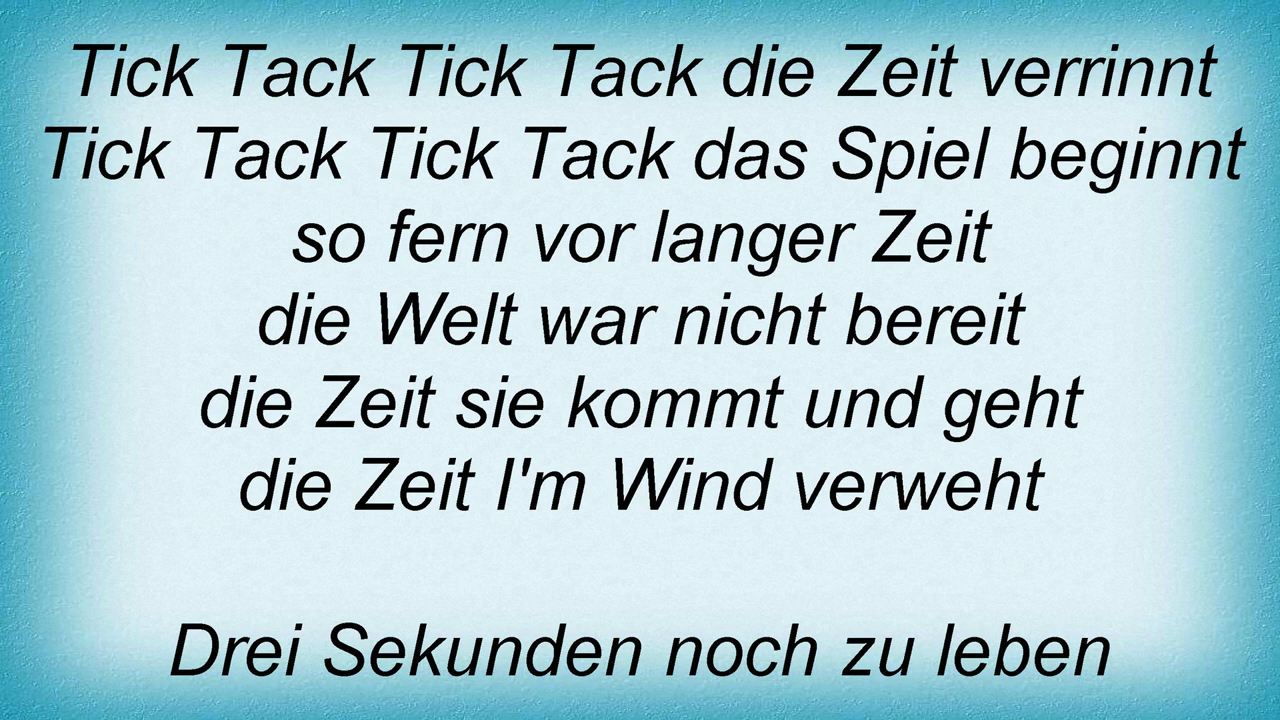 Tick Tack Tick Tack die Zeit verrinnt
Tick Tack Tick Tack das Spiel beginnt
so fern vor langer Zeit
die Welt war nicht bereit
die Zeit sie kommt und geht
die Zeit I'm Wind verweht
Drei Sekunden noch zu leben